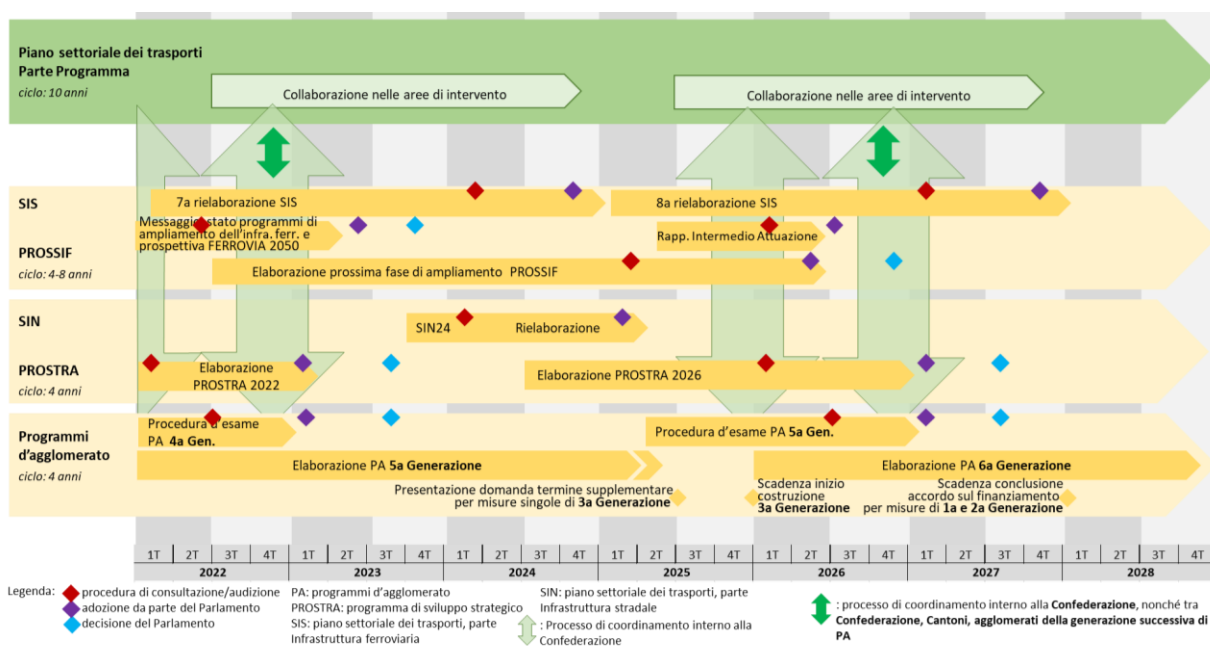 Piano settoriale dei trasporti
Parte Programma
ciclo: 10 anni
Collaborazione nelle aree di intervento
Collaborazione nelle aree di intervento
SIS
7a rielaborazione SIS
8a rielaborazione SIS
Messaggio stato programmi di
ampliamento dell'infra. ferr. e
prospettiva FERROVIA 2050
Rapp. Intermedio Attuazione
PROSSIF
ciclo: 4-8 anni
Elaborazione prossima fase di ampliamento PROSSIF
SIN
SIN24
Rielaborazione
PROSTRA
ciclo: 4 anni
Elaborazione
PROSTRA 2022
Elaborazione PROSTRA 2026
Programmi
d'agglomerato
ciclo: 4 anni
Procedura d'esame
PA 4a Gen.
Procedura d'esame PA 5a Gen.
Elaborazione PA 5a Generazione
Elaborazione PA 6a Generazione
Presentazione domanda termine supplementare
per misure singole di 3a Generazione
Scadenza inizio
costruzione
3a Generazione
Scadenza conclusione
accordo sul finanziamento
per misure di 1a e 2a Generazione
1T 2T 3T 4T 1T 2T 3T 4T 1T 2T 3T 4T 1T 2T 3T 4T 1T 2T 3T 4T 1T 2T 3T 4T 1T 2T 3T 4T
2022 2023 2024 2025 2026 2027 2028
Legenda:
procedura di consultazione/audizione
adozione da parte del Parlamento
decisione del Parlamento
PA: programmi d'agglomerato
PROSTRA: programma di sviluppo strategico
SIS: piano settoriale dei trasporti, parte
Infrastruttura ferroviaria
SIN: piano settoriale dei trasporti, parte
Infrastruttura stradale
: Processo di coordinamento interno alla
Confederazione
: processo di coordinamento interno alla Confederazione, nonché tra
Confederazione, Cantoni, agglomerati della generazione successiva di
PA